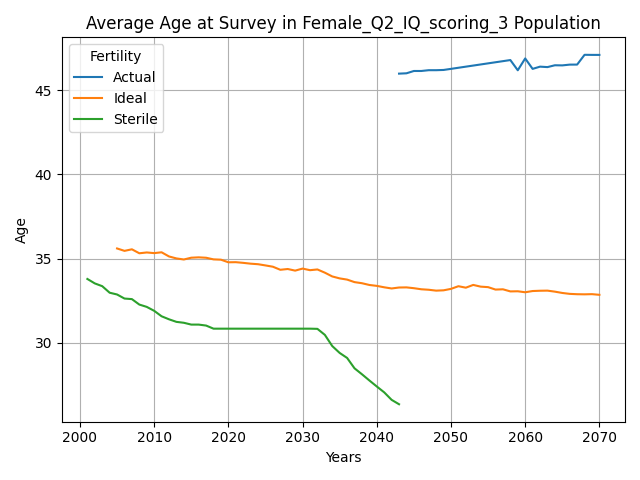 Average Age at Survey in Female_Q2_IQ_scoring_3 Population
Fertility
Actual
Ideal
Sterile
45
40
35
30
Age
2000 2010 2020 2030 2040 2050 2060 2070
Years